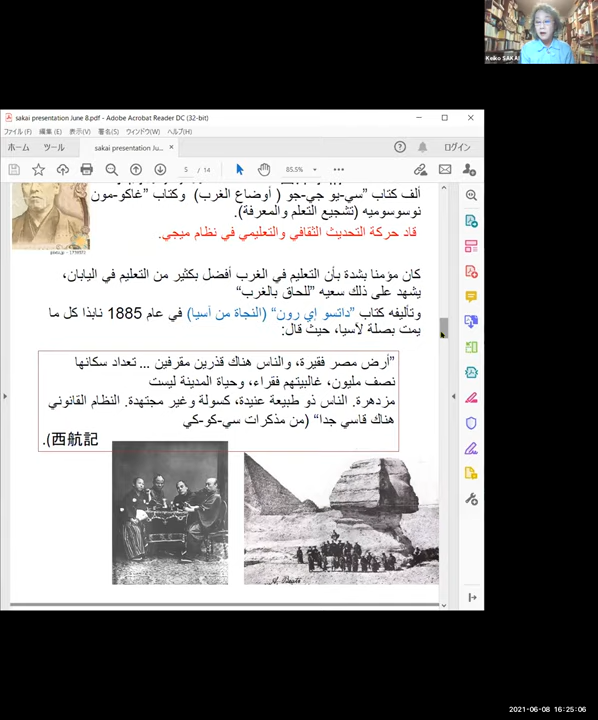 Keiko SAKAI
sakai presentation June 8.pdf - Adobe Acrobat Reader DC (32-bit)
ファイル(F) 編集(E) 表示(V) 署名(S) ウィンドウ(W) ヘルプ(H)
ホーム ツール sakai presentation Ju... × ログイン
5 / 14 85.5%
ألف كتاب ”سي-يو جي-جو ( أوضاع الغرب) وكتاب ”غاكو-مون
نوسوسوميه (تشجيع التعلم والمعرفة).
قاد حركة التحديث الثقافي والتعليمي في نظام ميجي.
كان مؤمنا بشدة بأن التعليم في الغرب أفضل بكثير من التعليم في اليابان،
يشهد على ذلك سعيه ”للحاق بالغرب“
وتأليفه كتاب ”داتسو إي رون“ (النجاة من أسيا) في عام 1885 نابذا كل ما
يمت بصلة لأسيا، حيث قال:
”أرض مصر فقيرة، والناس هناك قذرين مقرفين ... تعداد سكانها
نصف مليون، غالبيتهم فقراء، وحياة المدينة ليست
مزدهرة. الناس ذو طبيعة عنيدة، كسولة وغير مجتهدة. النظام القانوني
هناك قاسي جدا“ (من مذكرات سي-كو-كي
西航記).
2021-06-08 16:25:06